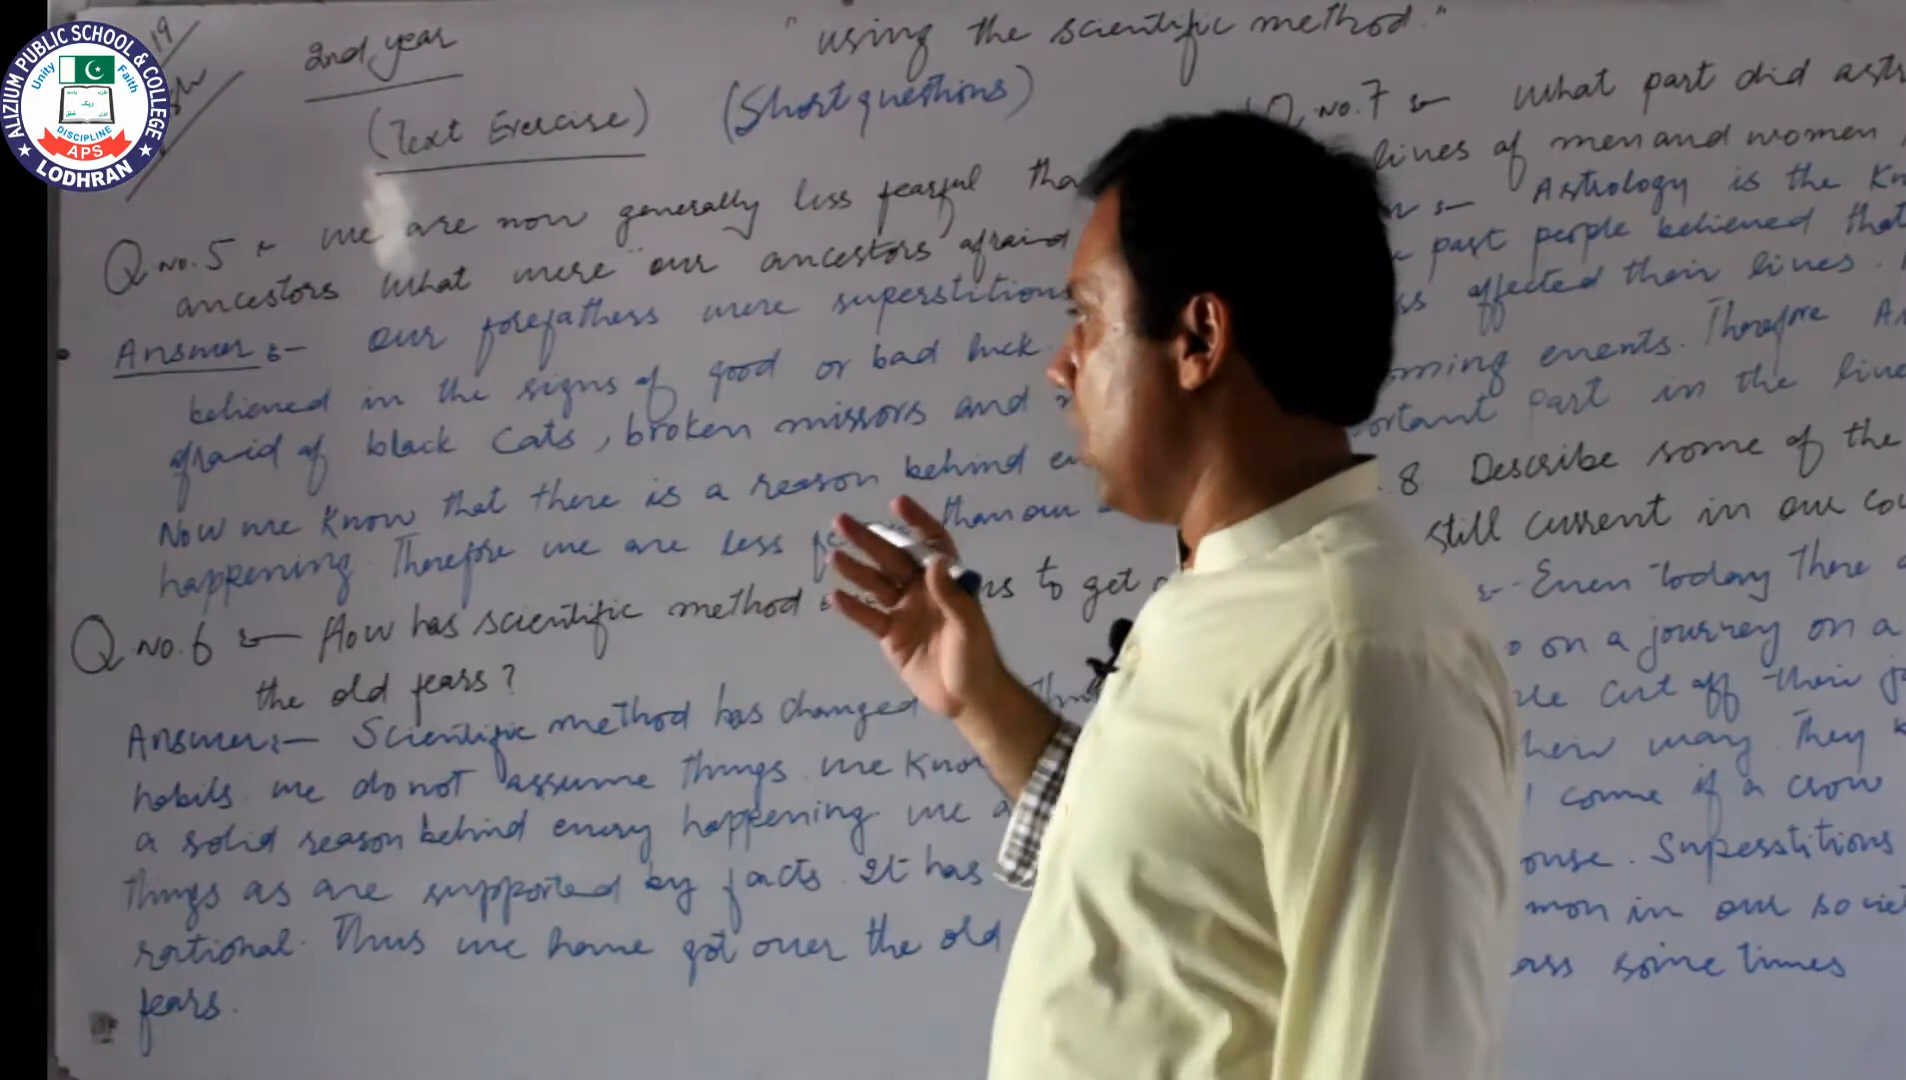 ALIZIUM PUBLIC SCHOOL & COLLEGE
Unity
Faith
DISCIPLINE
APS
LODHRAN
19
2nd year
"using the scientific method."
(Text Exercise)
(Short questions)
Q no. 5 :- we are now generally less fearful
ancestors what were our ancestors afraid
Answer :- our forefathers were superstitious
believed in the signs of good or bad luck.
afraid of black cats, broken mirrors and
Now we know that there is a reason behind
happening. Therefore we are less than our
Q no. 6 :- How has scientific method to get
the old fears?
Answer :- Scientific method has changed
habits. we do not assume things. we know
a solid reason behind every happening. we
things as are supported by facts. It has
rational. Thus we have got over the old
fears.
Q. no. 7 :- What part did
lives of men and women
:- Astrology is the
past people believed that
affected their lives.
events. Therefore
part in the
8 Describe some of the
still current in our
:- Even today there
on a journey on a
cut off their
their way. They
come if a crow
Superstitions
in our
some times